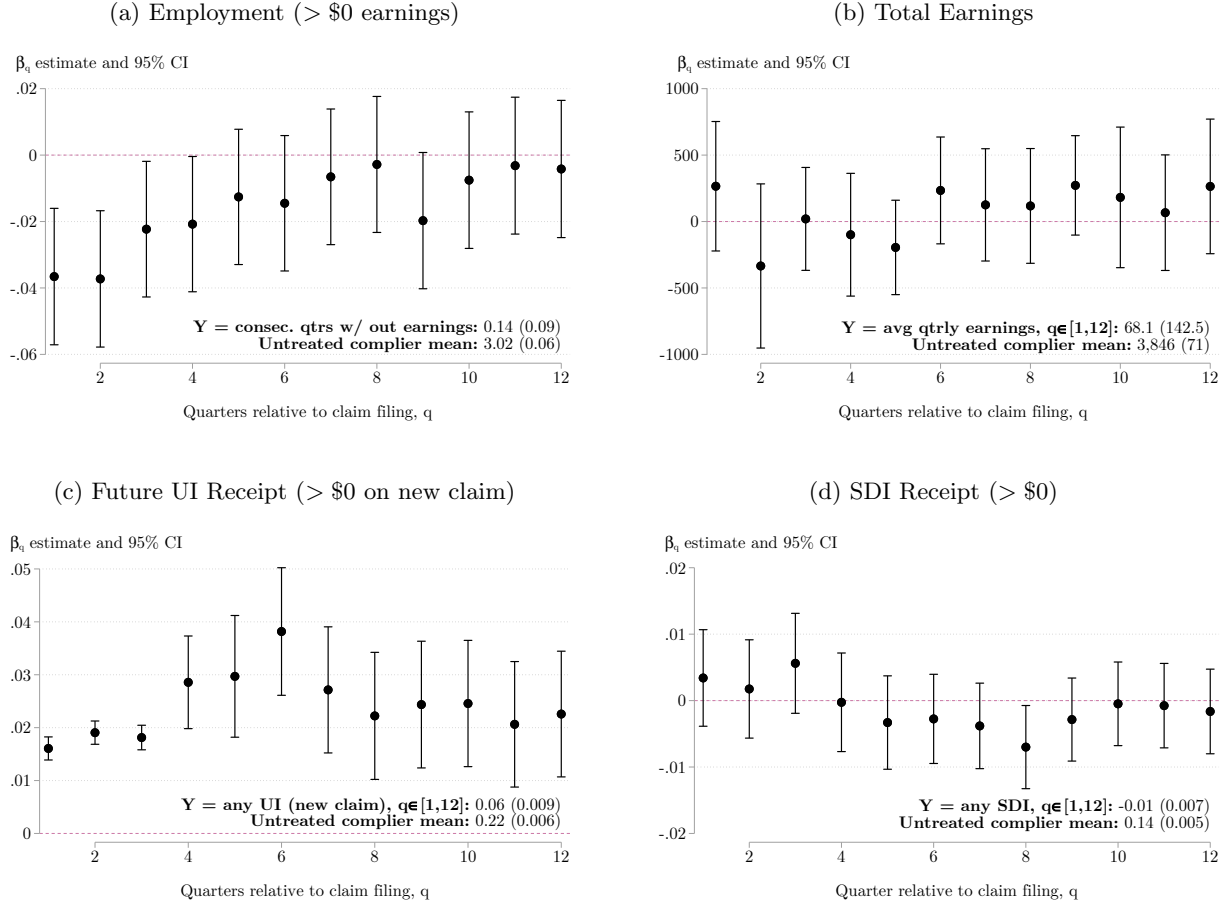 (a) Employment (> $0 earnings)
βq estimate and 95% CI
.02
0
-.02
-.04
-.06
Y = consec. qtrs w/ out earnings: 0.14 (0.09)
Untreated complier mean: 3.02 (0.06)
2 4 6 8 10 12
Quarters relative to claim filing, q
(b) Total Earnings
βq estimate and 95% CI
1000
500
0
-500
-1000
Y = avg qtrly earnings, q∈[1,12]: 68.1 (142.5)
Untreated complier mean: 3,846 (71)
2 4 6 8 10 12
Quarters relative to claim filing, q
(c) Future UI Receipt (> $0 on new claim)
βq estimate and 95% CI
.05
.04
.03
.02
.01
0
Y = any UI (new claim), q∈[1,12]: 0.06 (0.009)
Untreated complier mean: 0.22 (0.006)
2 4 6 8 10 12
Quarters relative to claim filing, q
(d) SDI Receipt (> $0)
βq estimate and 95% CI
.02
.01
0
-.01
-.02
Y = any SDI, q∈[1,12]: -0.01 (0.007)
Untreated complier mean: 0.14 (0.005)
2 4 6 8 10 12
Quarter relative to claim filing, q